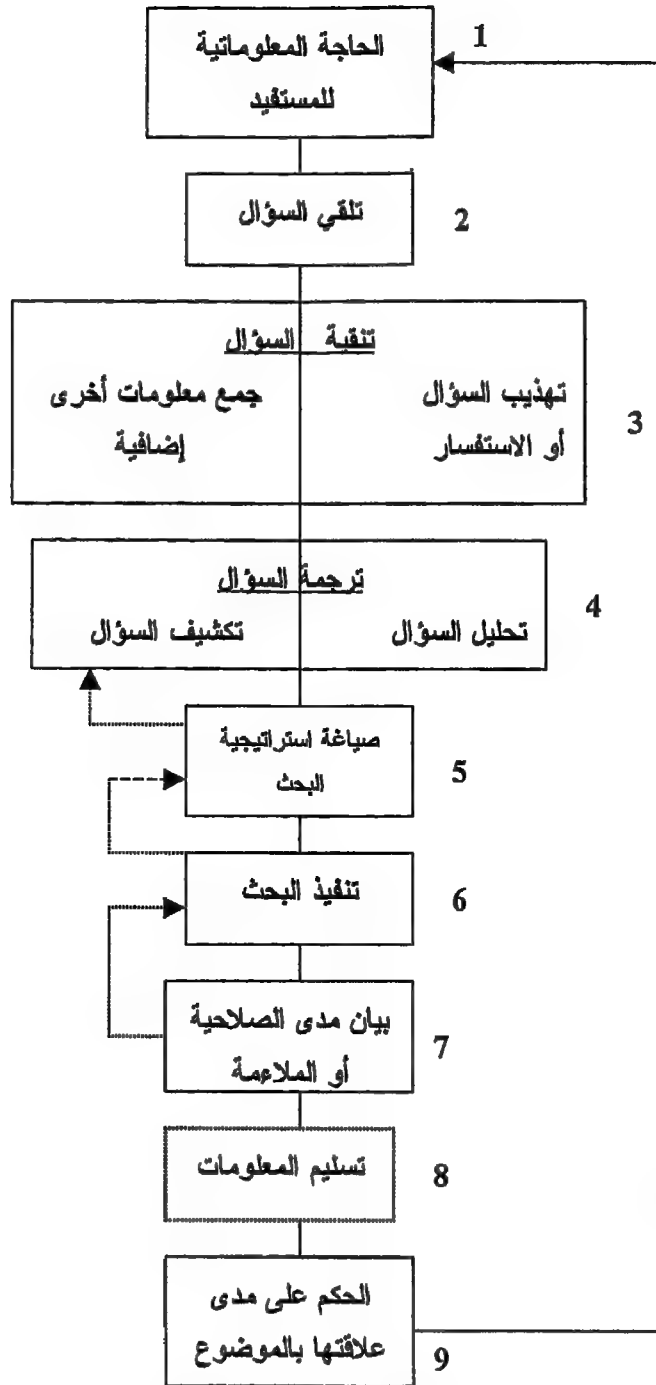 الحاجة المعلوماتية
للمستفيد
1
تلقي السؤال
2
تنقية السؤال
تهذيب السؤال
أو الاستفسار
جمع معلومات أخرى
إضافية
3
ترجمة السؤال
تحليل السؤال
تكشيف السؤال
4
صياغة استراتيجية
البحث
5
تنفيذ البحث
6
بيان مدى الصلاحية
أو الملاءمة
7
تسليم المعلومات
8
الحكم على مدى
علاقتها بالموضوع
9